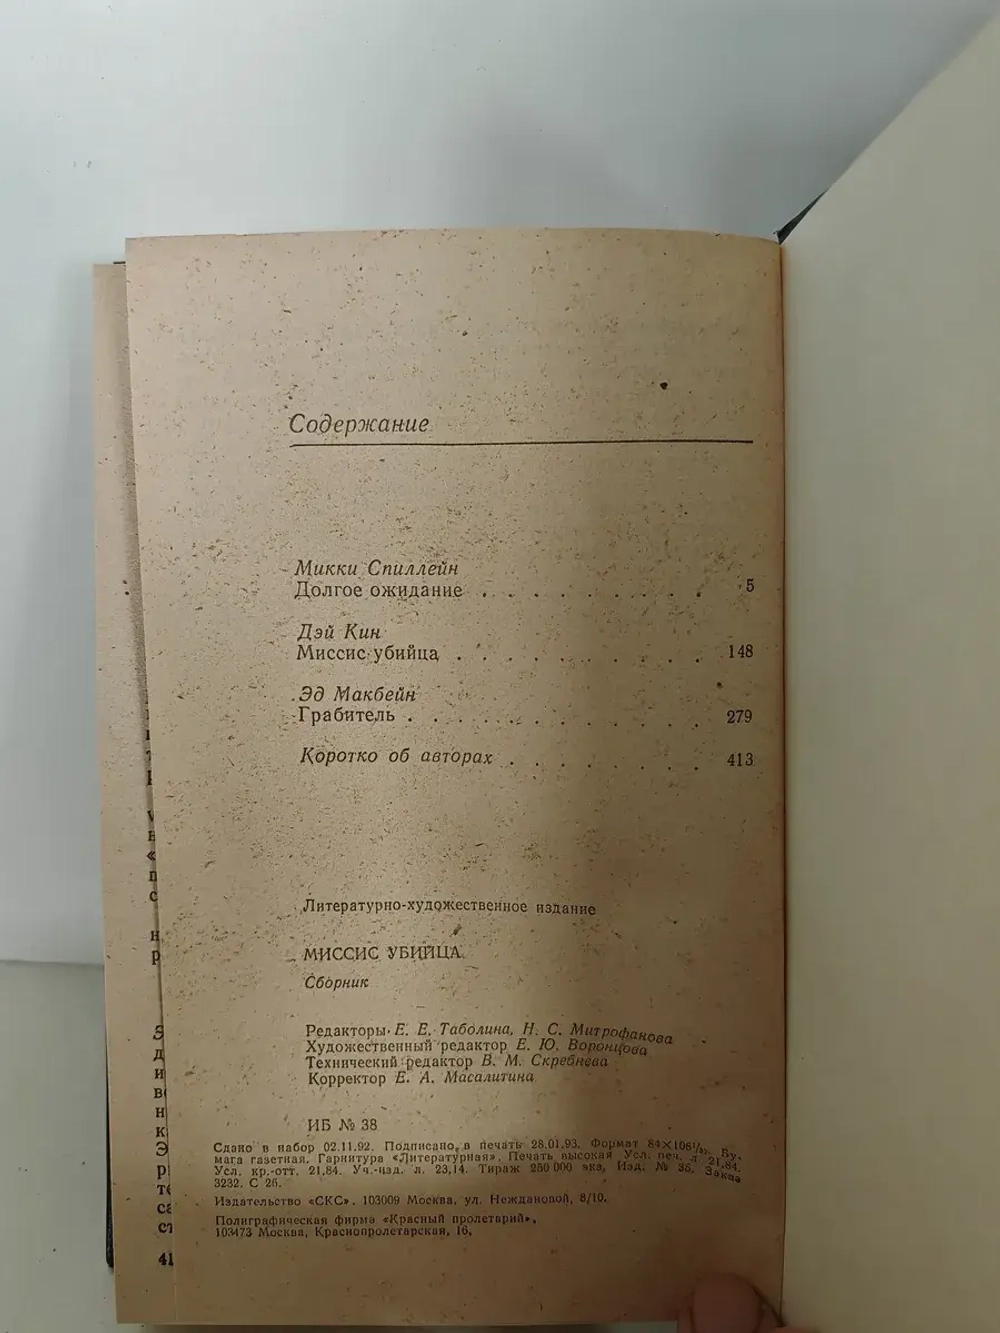 Содержание
Микки Спиллейн
Долгое ожидание . . . . . . . . . . 5
Дэй Кин
Миссис убийца . . . . . . . . . . 148
Эд Макбейн
Грабитель . . . . . . . . . . . . 279
Коротко об авторах . . . . . . . . 413
Литературно-художественное издание
МИССИС УБИЙЦА
Сборник
Редакторы Е. Е. Таболина, Н. С. Митрофанова
Художественный редактор Е. Ю. Воронцова
Технический редактор В. М. Скребнева
Корректор Е. А. Масалитина
ИБ № 38
Сдано в набор 02.11.92. Подписано в печать 28.01.93. Формат 84×108¹/₃₂. Бу-
мага газетная. Гарнитура «Литературная». Печать высокая Усл. печ. л 21,84.
Усл. кр.-отт. 21,84. Уч.-изд. л. 23,14. Тираж 250 000 экз, Изд. № 38. Заказ
3232. С 26.
Издательство «СКС». 103009 Москва, ул. Неждановой, 8/10.
Полиграфическая фирма «Красный пролетарий»,
103473 Москва, Краснопролетарская, 16,